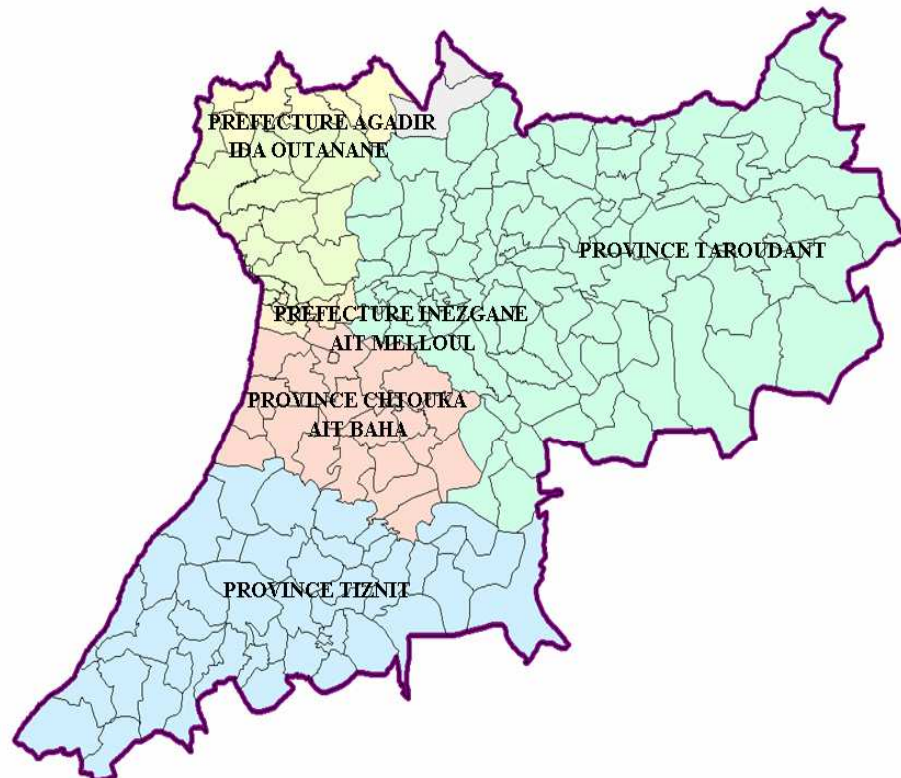 PREFECTURE AGADIR
IDA OUTANANE
PROVINCE TAROUDANT
PREFECTURE INEZGANE
AIT MELLOUL
PROVINCE CHTOUKA
AIT BAHA
PROVINCE TIZNIT